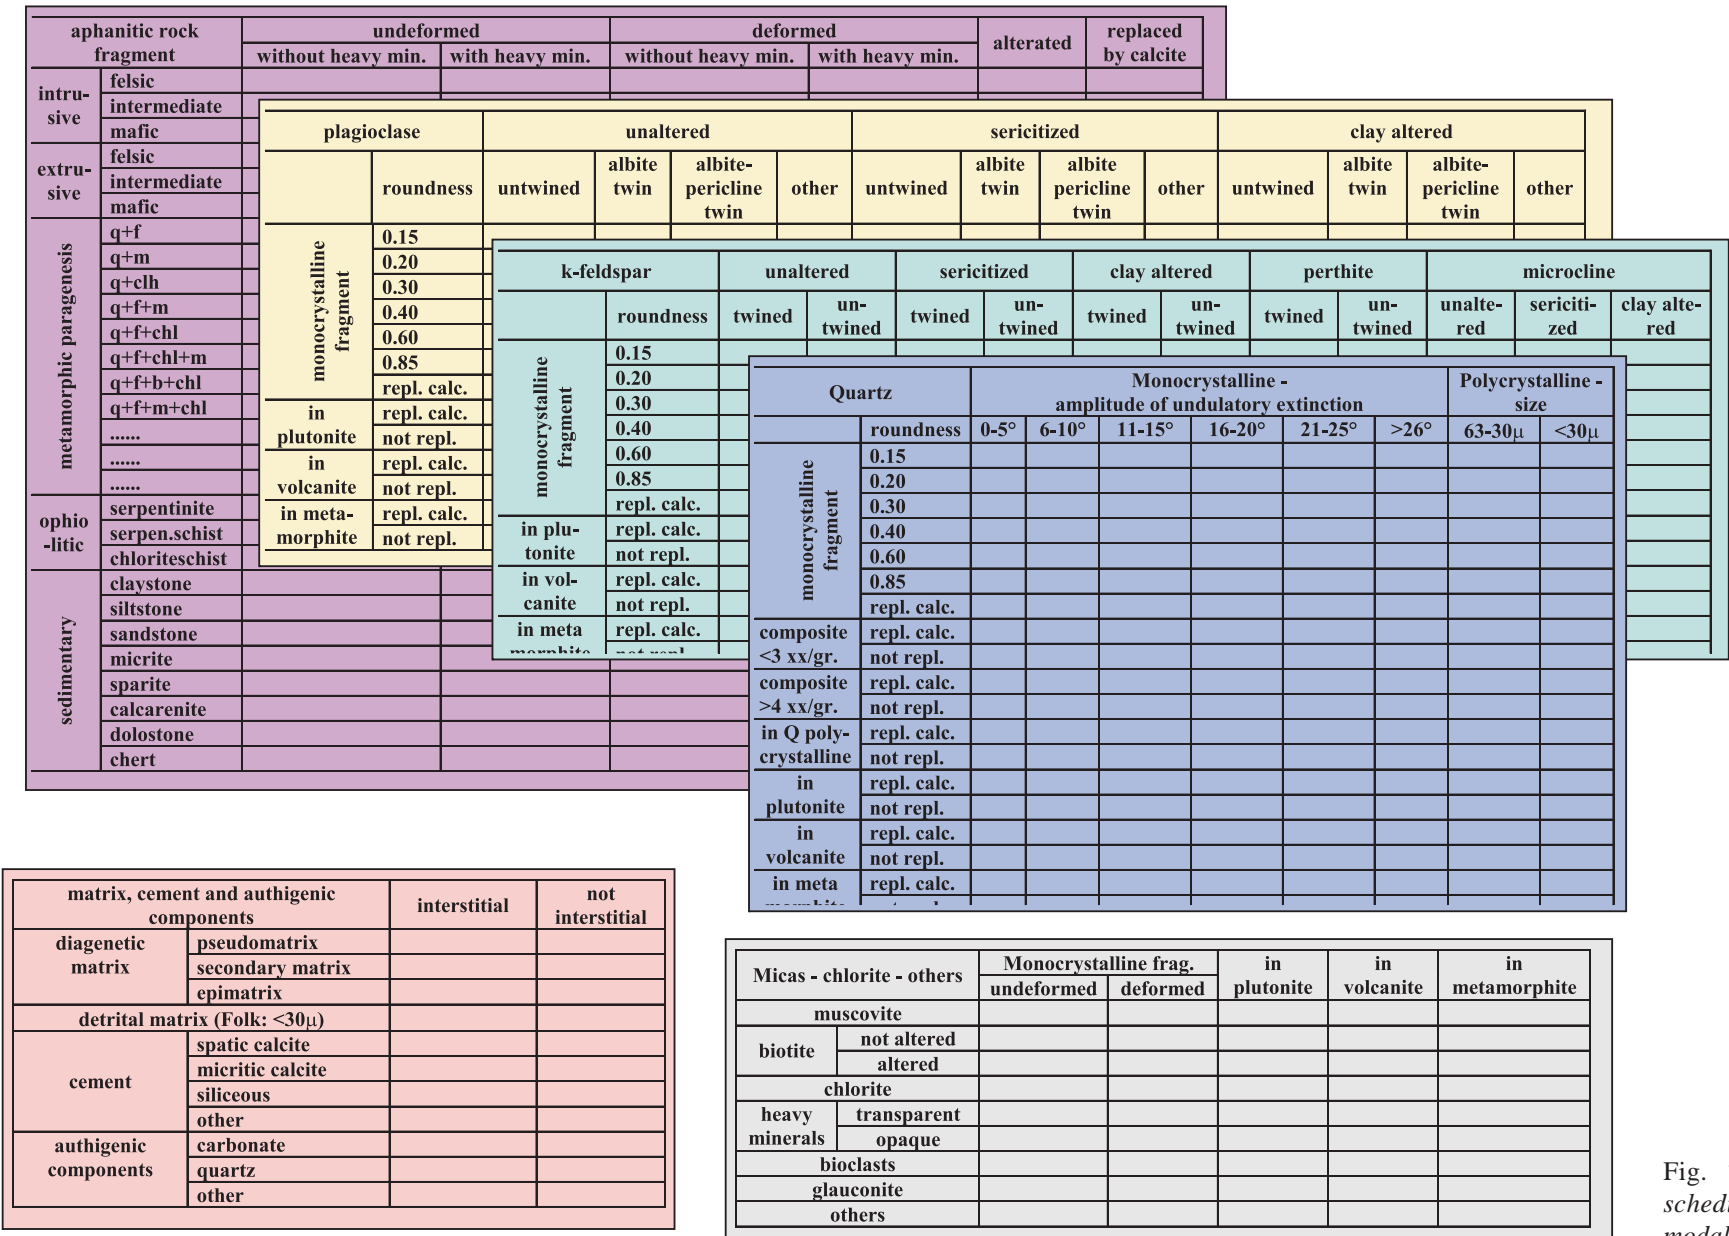 aphanitic rock fragment undeformed deformed alterated replaced by calcite
without heavy min. with heavy min. without heavy min. with heavy min.
intru-sive felsic
intermediate
mafic
extru-sive felsic
intermediate
mafic
metamorphic paragenesis q+f
q+m
q+clh
q+f+m
q+f+chl
q+f+chl+m
q+f+b+chl
q+f+m+chl
......
......
......
ophio-litic serpentinite
serpen.schist
chloriteschist
sedimentary claystone
siltstone
sandstone
micrite
sparite
calcarenite
dolostone
chert
plagioclase unaltered sericitized clay altered
roundness untwined albite twin albite-pericline twin other untwined albite twin albite pericline twin other untwined albite twin albite-pericline twin other
monocrystalline fragment 0.15
0.20
0.30
0.40
0.60
0.85
repl. calc.
in plutonite repl. calc.
not repl.
in volcanite repl. calc.
not repl.
in meta-morphite repl. calc.
not repl.
k-feldspar unaltered sericitized clay altered perthite microcline
roundness twined un-twined twined un-twined twined un-twined twined un-twined unalte-red sericiti-zed clay alte-red
monocrystalline fragment 0.15
0.20
0.30
0.40
0.60
0.85
repl. calc.
in plu-tonite repl. calc.
not repl.
in vol-canite repl. calc.
not repl.
in meta morphite repl. calc.
not repl.
Quartz Monocrystalline - amplitude of undulatory extinction Polycrystalline - size
roundness 0-5° 6-10° 11-15° 16-20° 21-25° >26° 63-30μ <30μ
monocrystalline fragment 0.15
0.20
0.30
0.40
0.60
0.85
repl. calc.
composite <3 xx/gr. repl. calc.
not repl.
composite >4 xx/gr. repl. calc.
not repl.
in Q poly-crystalline repl. calc.
not repl.
in plutonite repl. calc.
not repl.
in volcanite repl. calc.
not repl.
in meta repl. calc.
matrix, cement and authigenic components interstitial not interstitial
diagenetic matrix pseudomatrix
secondary matrix
epimatrix
detrital matrix (Folk: <30μ)
cement spatic calcite
micritic calcite
siliceous
other
authigenic components carbonate
quartz
other
Micas - chlorite - others Monocrystalline frag. in plutonite in volcanite in metamorphite
undeformed deformed
muscovite
biotite not altered
altered
chlorite
heavy minerals transparent
opaque
bioclasts
glauconite
others
Fig.